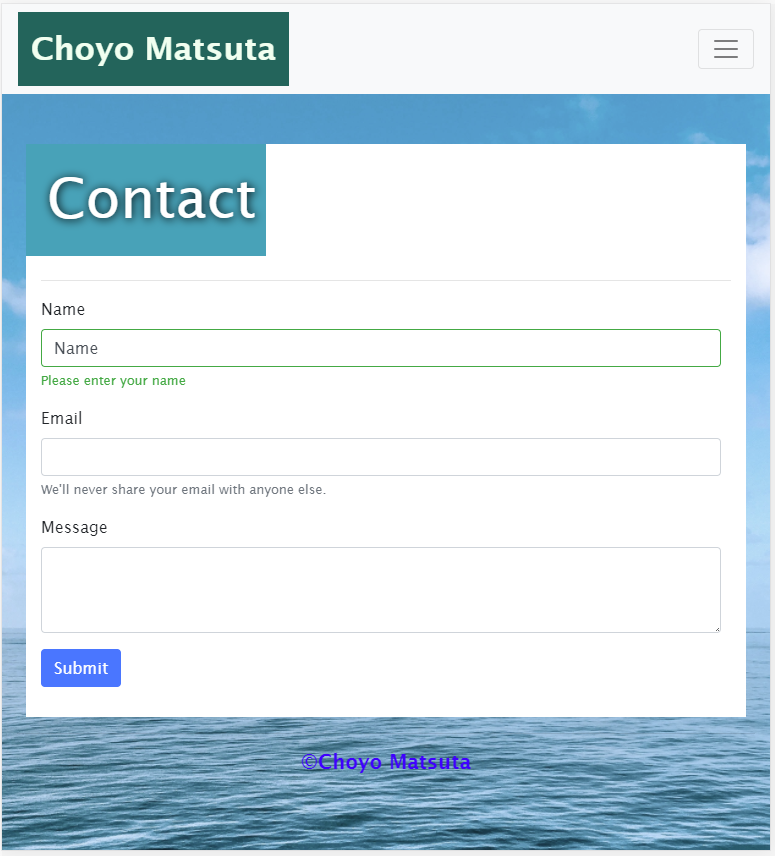 Choyo Matsuta
Contact
Name
Name
Please enter your name
Email
We'll never share your email with anyone else.
Message
Submit
©Choyo Matsuta